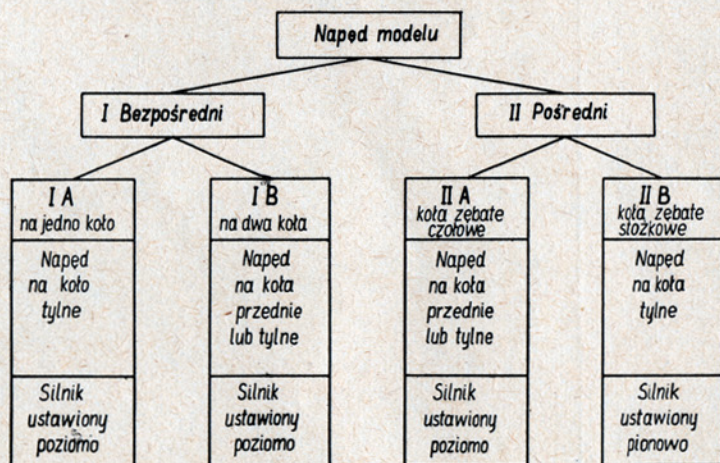 Napęd modelu
I Bezpośredni
II Pośredni
I A
na jedno koło
Napęd
na koło
tylne
Silnik
ustawiony
poziomo
I B
na dwa koła
Napęd
na koła
przednie
lub tylne
Silnik
ustawiony
poziomo
II A
koła zębate
czołowe
Napęd
na koła
przednie
lub tylne
Silnik
ustawiony
poziomo
II B
koła zębate
stożkowe
Napęd
na koła
tylne
Silnik
ustawiony
pionowo